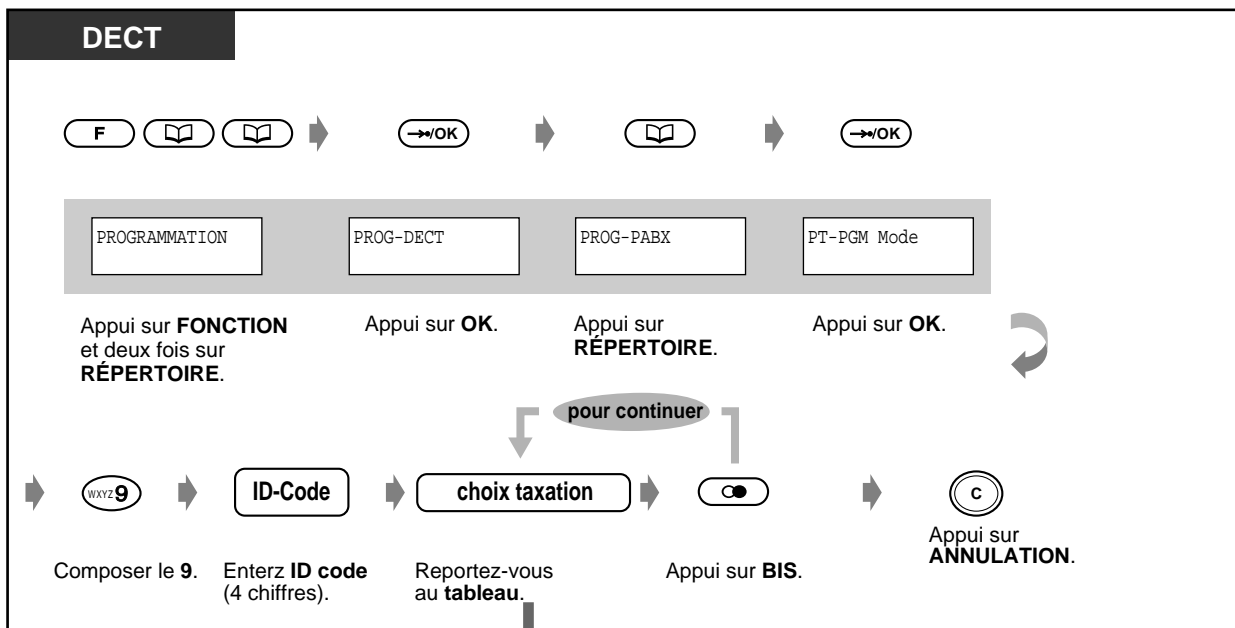 DECT
F
→•/OK
→•/OK
PROGRAMMATION
PROG-DECT
PROG-PABX
PT-PGM Mode
Appui sur FONCTION
et deux fois sur
RÉPERTOIRE.
Appui sur OK.
Appui sur
RÉPERTOIRE.
Appui sur OK.
pour continuer
WXYZ9
ID-Code
choix taxation
C
Composer le 9.
Enterz ID code
(4 chiffres).
Reportez-vous
au tableau.
Appui sur BIS.
Appui sur
ANNULATION.